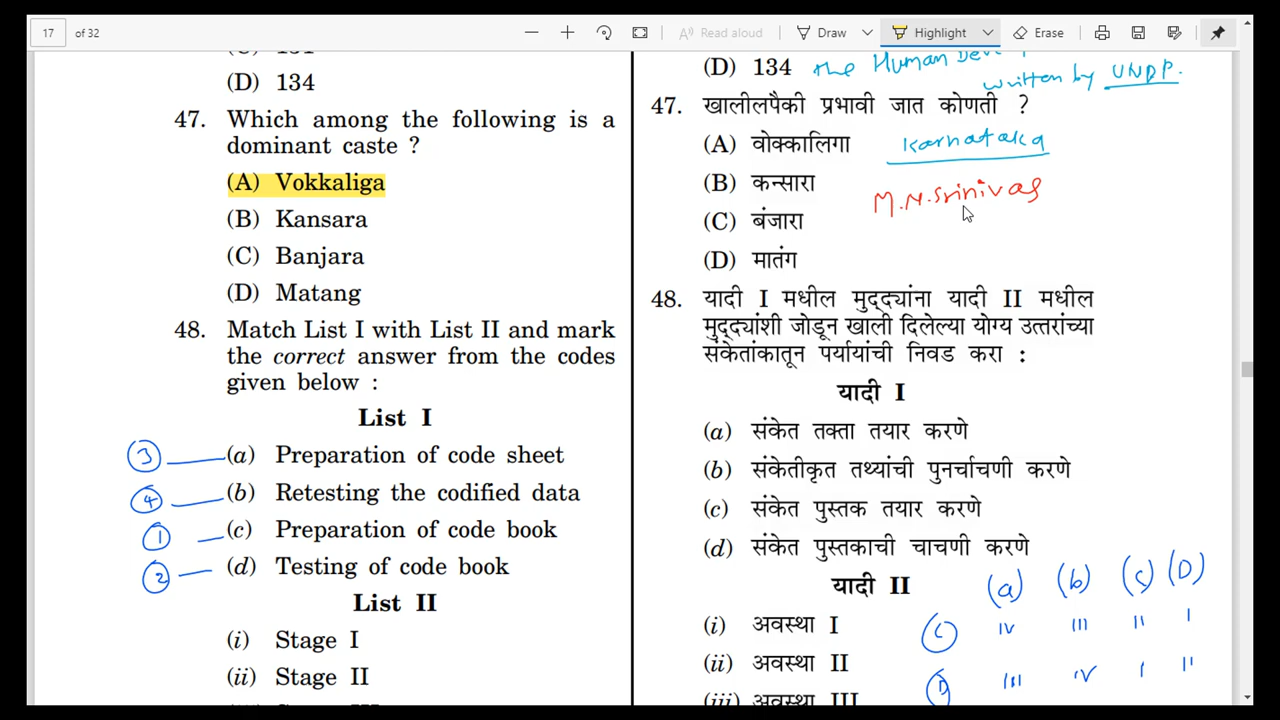 17 of 32
Read aloud
Draw
Highlight
Erase
(D) 134
47. Which among the following is a
dominant caste ?
(A) Vokkaliga
(B) Kansara
(C) Banjara
(D) Matang
48. Match List I with List II and mark
the correct answer from the codes
given below :
List I
3 (a) Preparation of code sheet
4 (b) Retesting the codified data
1 (c) Preparation of code book
2 (d) Testing of code book
List II
(i) Stage I
(ii) Stage II
(D) 134 The Human
written by UNDP.
47. खालीलपैकी प्रभावी जात कोणती ?
(A) वोक्कालिगा Karnataka
(B) कन्सारा M.N.Srinivas
(C) बंजारा
(D) मातंग
48. यादी I मधील मुद्द्यांना यादी II मधील
मुद्द्यांशी जोडून खाली दिलेल्या योग्य उत्तरांच्या
संकेतांकातून पर्यायांची निवड करा :
यादी I
(a) संकेत तक्ता तयार करणे
(b) संकेतीकृत तथ्यांची पुनर्चाचणी करणे
(c) संकेत पुस्तक तयार करणे
(d) संकेत पुस्तकाची चाचणी करणे
यादी II (a) (b) (c) (D)
(i) अवस्था I C IV III II I
(ii) अवस्था II D III IV I II